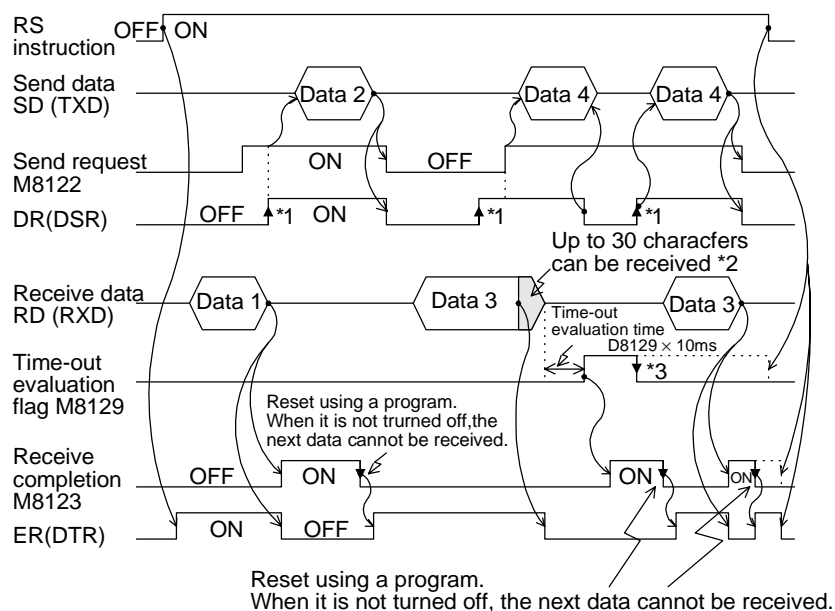 RS
instruction
OFF
ON
Send data
SD (TXD)
Data 2
Data 4
Data 4
Send request
M8122
ON
OFF
DR(DSR)
OFF
*1
ON
*1
*1
Up to 30 characfers
can be received *2
Receive data
RD (RXD)
Data 1
Data 3
Data 3
Time-out
evaluation time
D8129 × 10ms
Time-out
evaluation
flag M8129
*3
Reset using a program.
When it is not trurned off,the
next data cannot be received.
Receive
completion
M8123
OFF
ON
ON
ON
ER(DTR)
ON
OFF
Reset using a program.
When it is not turned off, the next data cannot be received.